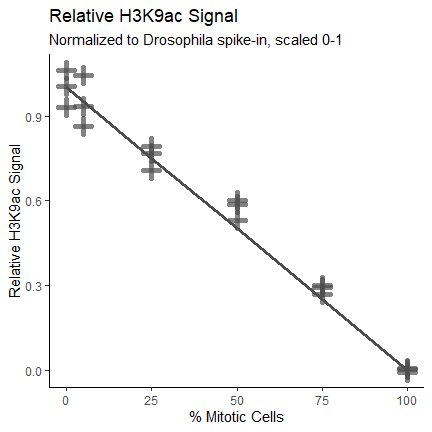 Relative H3K9ac Signal
Normalized to Drosophila spike-in, scaled 0-1
Relative H3K9ac Signal
0.9
0.6
0.3
0.0
0 25 50 75 100
% Mitotic Cells